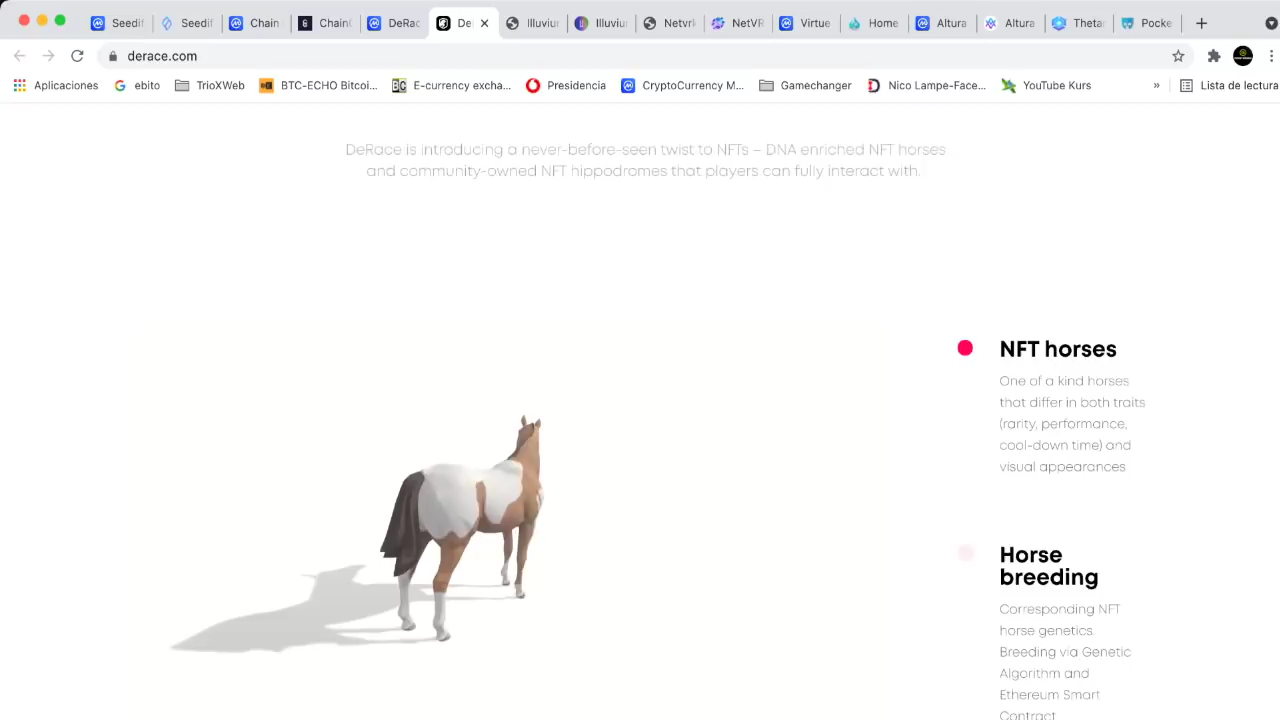 Seedif
Seedif
Chain
ChainG
DeRac
De
Illuviu
Illuviu
Netvrk
NetVR
Virtue
Home
Altura
Altura
Thetar
Pocke
derace.com
Aplicaciones
ebito
TrioXWeb
BTC-ECHO Bitcoi...
E-currency excha...
Presidencia
CryptoCurrency M...
Gamechanger
Nico Lampe-Face...
YouTube Kurs
»
Lista de lectura
DeRace is introducing a never-before-seen twist to NFTs – DNA enriched NFT horses
and community-owned NFT hippodromes that players can fully interact with.
NFT horses
One of a kind horses
that differ in both traits
(rarity, performance,
cool-down time) and
visual appearances
Horse
breeding
Corresponding NFT
horse genetics.
Breeding via Genetic
Algorithm and
Ethereum Smart
Contract